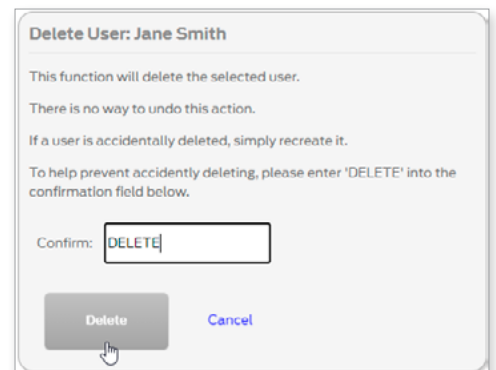 Delete User: Jane Smith
This function will delete the selected user.
There is no way to undo this action.
If a user is accidentally deleted, simply recreate it.
To help prevent accidently deleting, please enter 'DELETE' into the
confirmation field below.
Confirm: DELETE
Delete Cancel